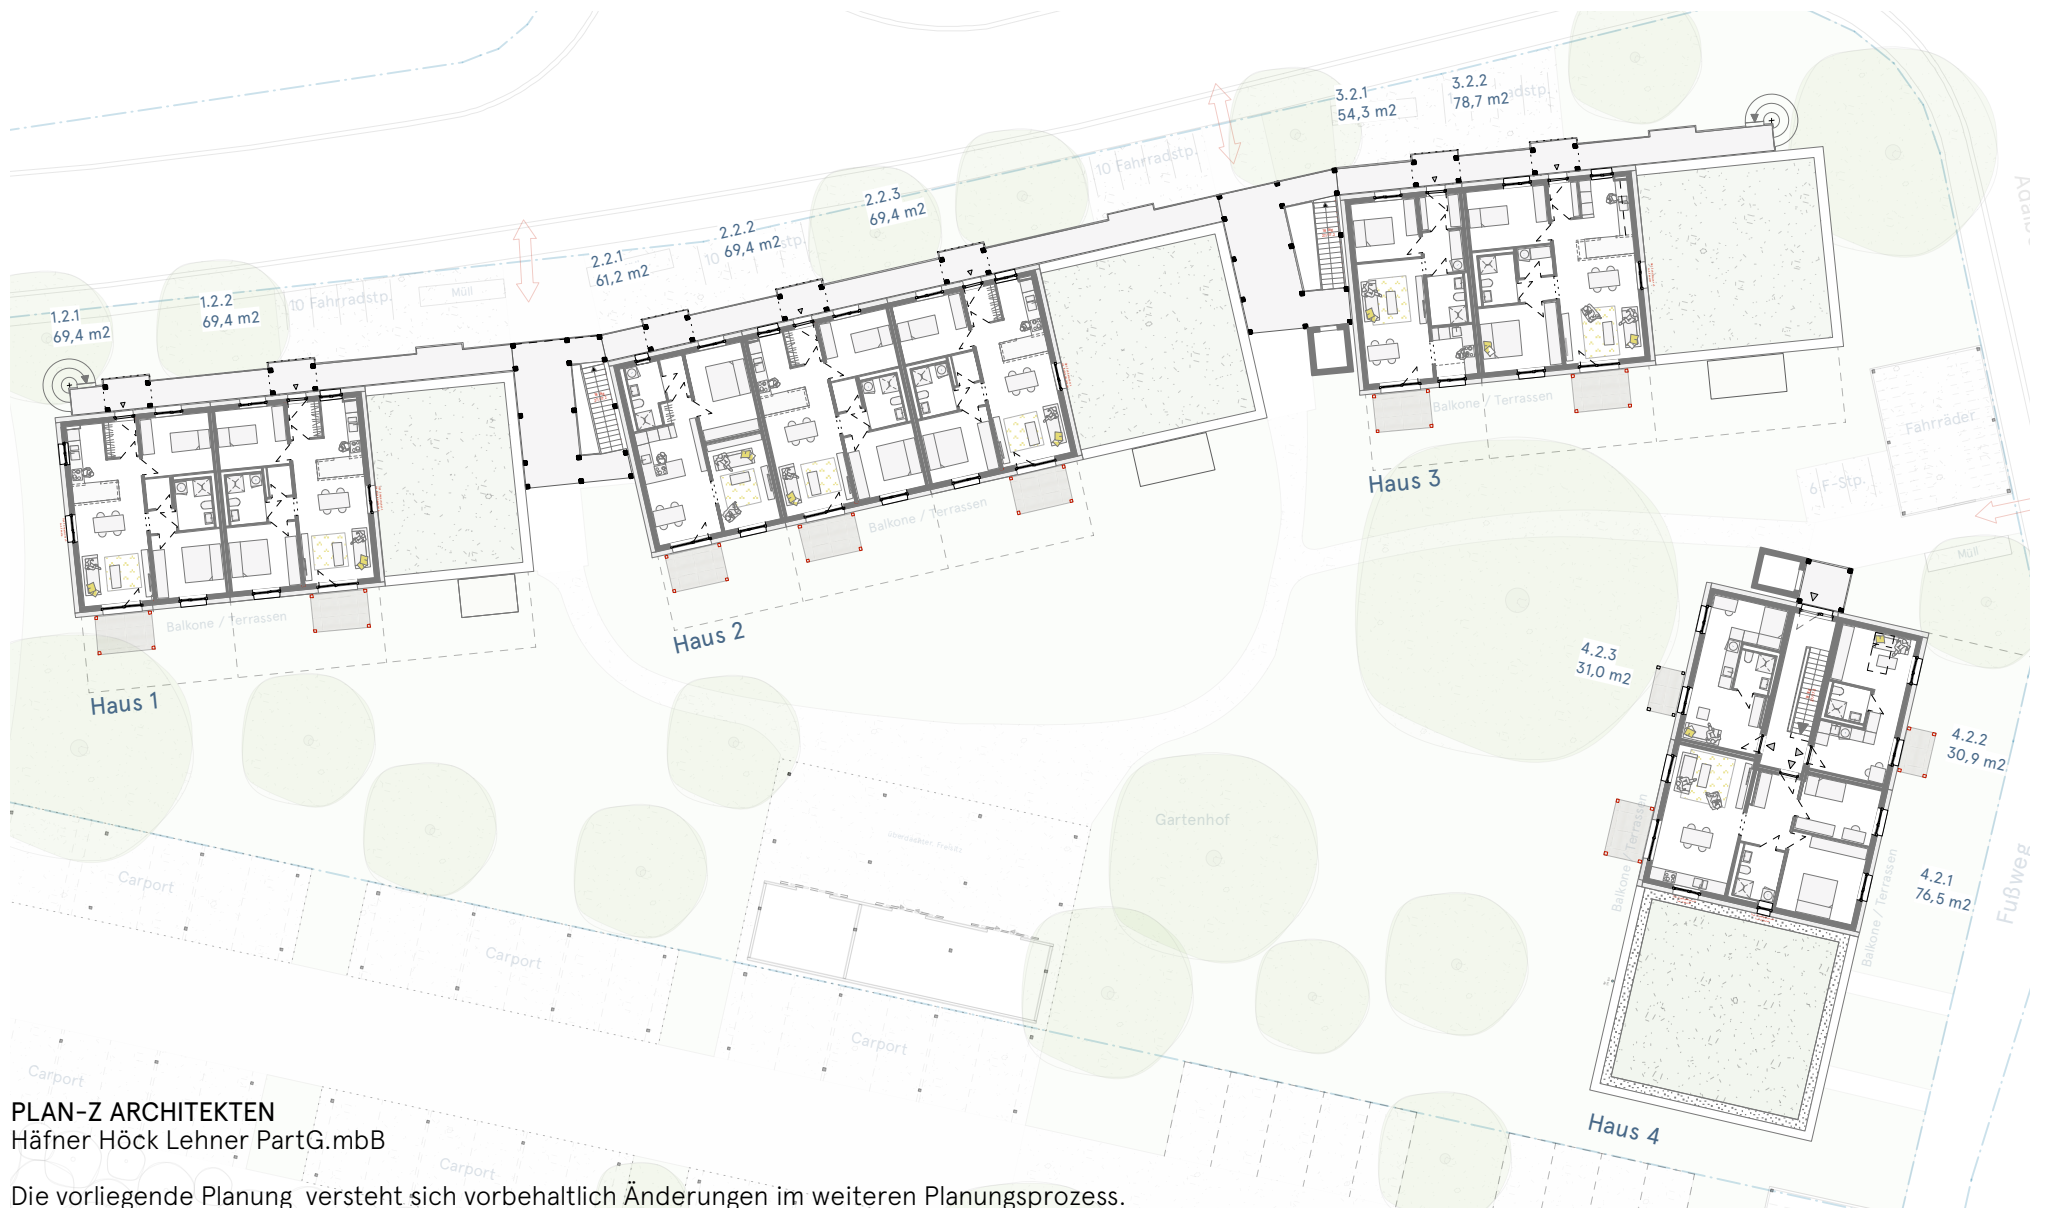 3.2.1
54,3 m2
3.2.2
78,7 m2
10 Fahrradstp.
2.2.3
69,4 m2
2.2.2
69,4 m2
2.2.1
61,2 m2
1.2.2
69,4 m2
1.2.1
69,4 m2
10 Fahrradstp.
Müll
Balkone / Terrassen
Balkone / Terrassen
Balkone / Terrassen
Fahrräder
6 F-Stp.
Müll
Haus 3
Haus 2
Haus 1
4.2.3
31,0 m2
4.2.2
30,9 m2
4.2.1
76,5 m2
Balkone / Terrassen
Balkone / Terrassen
Fußweg
Gartenhof
Carport
Carport
Carport
Carport
Carport
Haus 4
PLAN-Z ARCHITEKTEN
Häfner Höck Lehner PartG.mbB
Die vorliegende Planung versteht sich vorbehaltlich Änderungen im weiteren Planungsprozess.